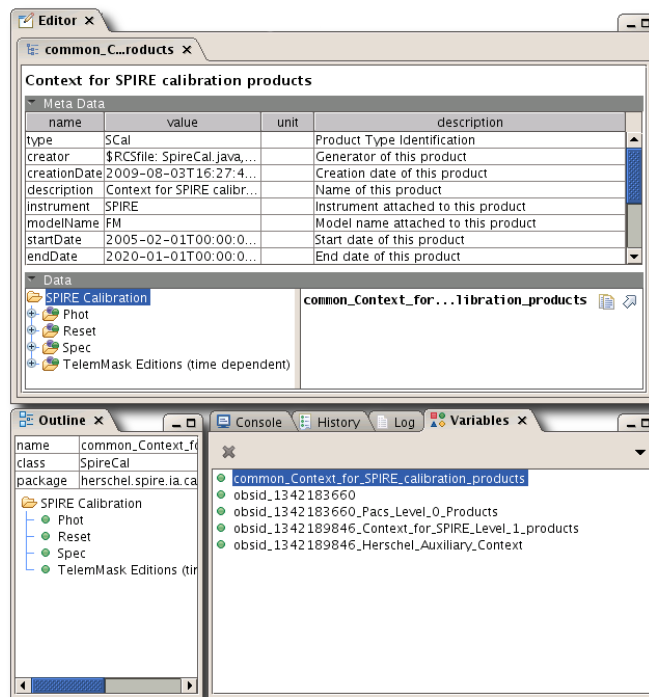 Editor
common_C...roducts
Context for SPIRE calibration products
Meta Data
name value unit description
type SCal Product Type Identification
creator $RCSfile: SpireCal.java,... Generator of this product
creationDate 2009-08-03T16:27:4... Creation date of this product
description Context for SPIRE calibr... Name of this product
instrument SPIRE Instrument attached to this product
modelName FM Model name attached to this product
startDate 2005-02-01T00:00:0... Start date of this product
endDate 2020-01-01T00:00:0... End date of this product
Data
SPIRE Calibration
Phot
Reset
Spec
TelemMask Editions (time dependent)
common_Context_for...libration_products
Outline
name common_Context_fo
class SpireCal
package herschel.spire.ia.ca
SPIRE Calibration
Phot
Reset
Spec
TelemMask Editions (tir
Console History Log Variables
common_Context_for_SPIRE_calibration_products
obsid_1342183660
obsid_1342183660_Pacs_Level_0_Products
obsid_1342189846_Context_for_SPIRE_Level_1_products
obsid_1342189846_Herschel_Auxiliary_Context